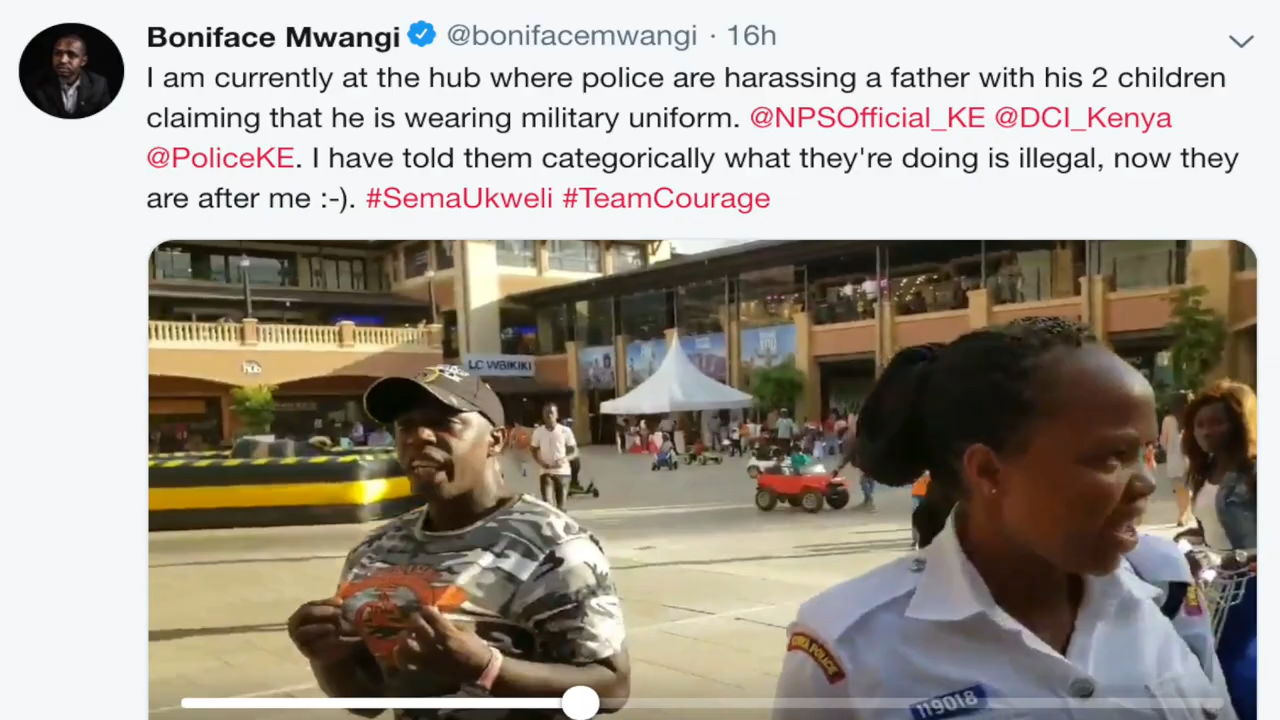 Boniface Mwangi @bonifacemwangi · 16h
I am currently at the hub where police are harassing a father with his 2 children
claiming that he is wearing military uniform. @NPSOfficial_KE @DCI_Kenya
@PoliceKE. I have told them categorically what they're doing is illegal, now they
are after me :-). #SemaUkweli #TeamCourage
LC WAIKIKI
hub
119018